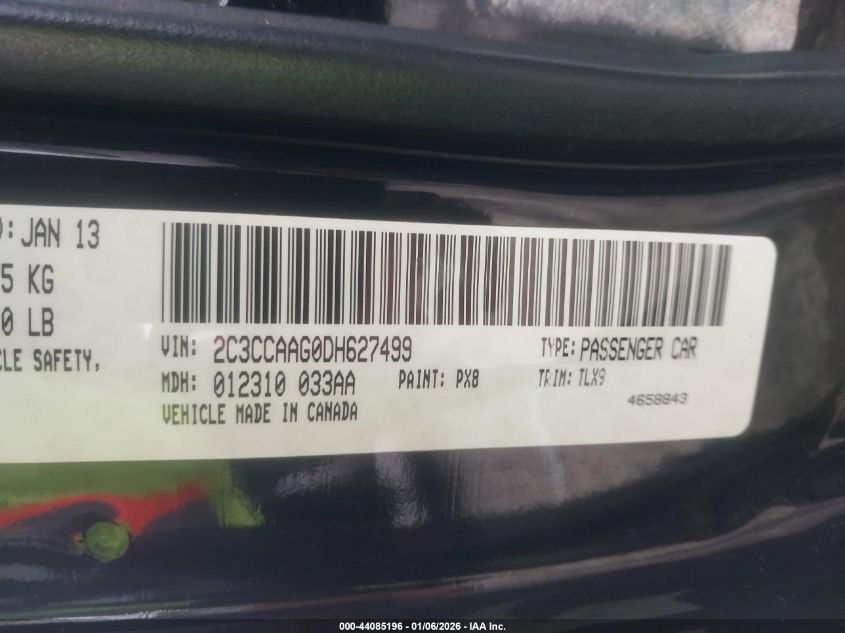 ): JAN 13
5 KG
0 LB
CLE SAFETY,
VIN: 2C3CCAAG0DH627499
TYPE: PASSENGER CAR
MDH: 012310 033AA
PAINT: PX8
TRIM: TLX9
VEHICLE MADE IN CANADA
4658843
000-44085196 - 01/06/2026 - IAA Inc.